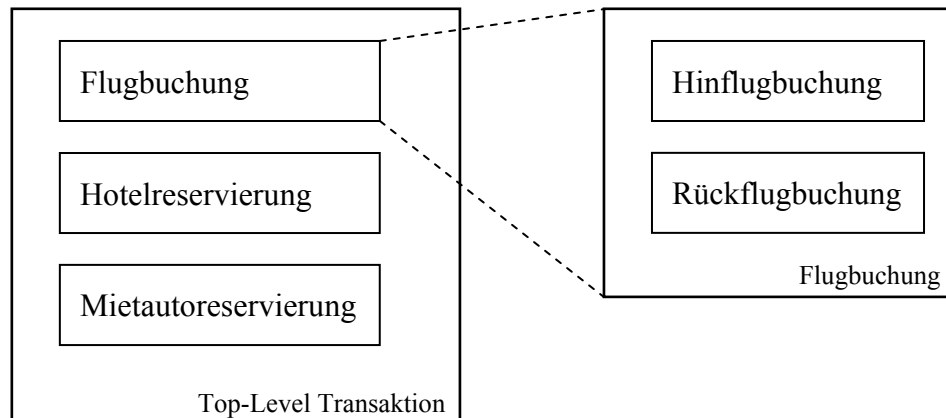 Flugbuchung
Hotelreservierung
Mietautoreservierung
Top-Level Transaktion
Hinflugbuchung
Rückflugbuchung
Flugbuchung